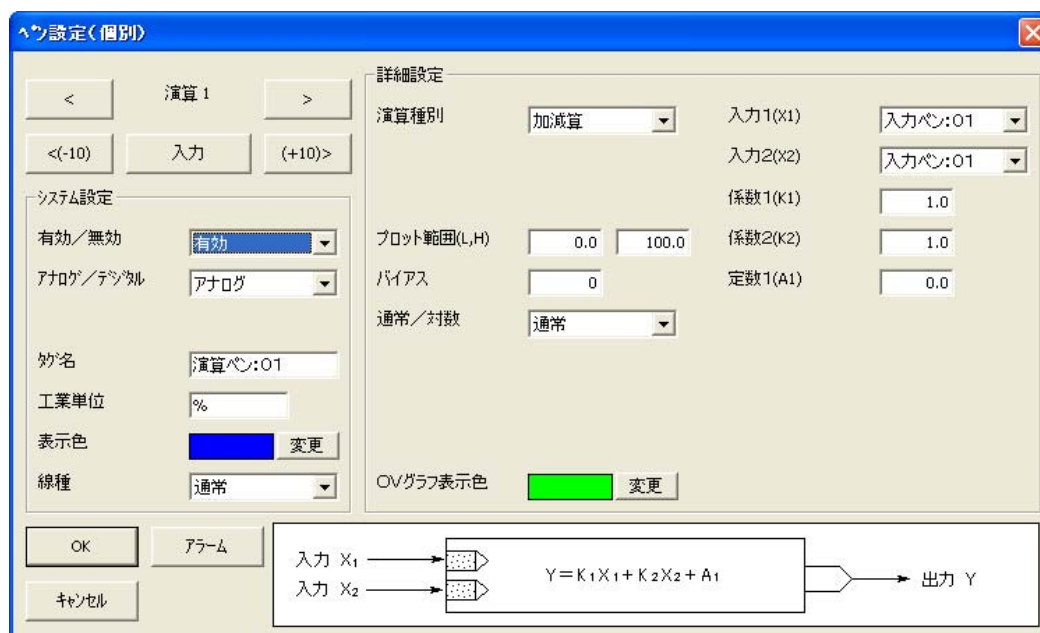 ペン設定(個別)
<
演算 1
>
<(-10)
入力
(+10)>
システム設定
有効／無効
有効
アナログ／デジタル
アナログ
タグ名
演算ペン:01
工業単位
%
表示色
変更
線種
通常
詳細設定
演算種別
加減算
プロット範囲(L,H)
0.0
100.0
バイアス
0
通常／対数
通常
OVグラフ表示色
変更
入力1(X1)
入力ペン:01
入力2(X2)
入力ペン:01
係数1(K1)
1.0
係数2(K2)
1.0
定数1(A1)
0.0
OK
アラーム
キャンセル
入力 X1
入力 X2
Y=K1X1+K2X2+A1
出力 Y